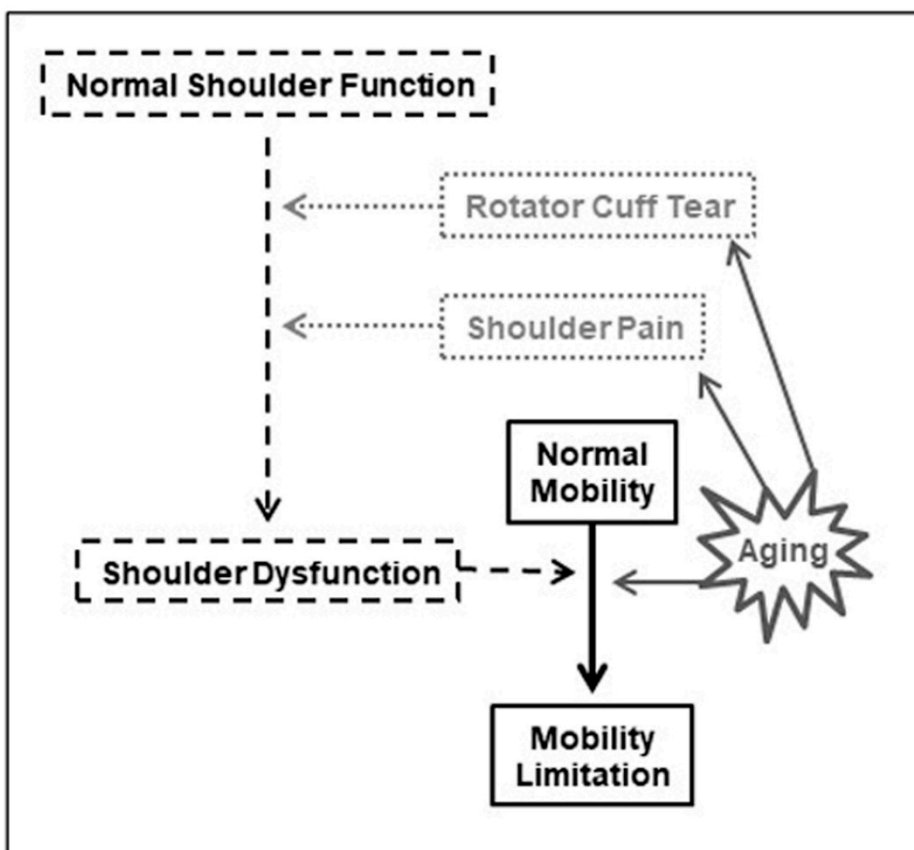 Normal Shoulder Function
Rotator Cuff Tear
Shoulder Pain
Normal
Mobility
Aging
Shoulder Dysfunction
Mobility
Limitation